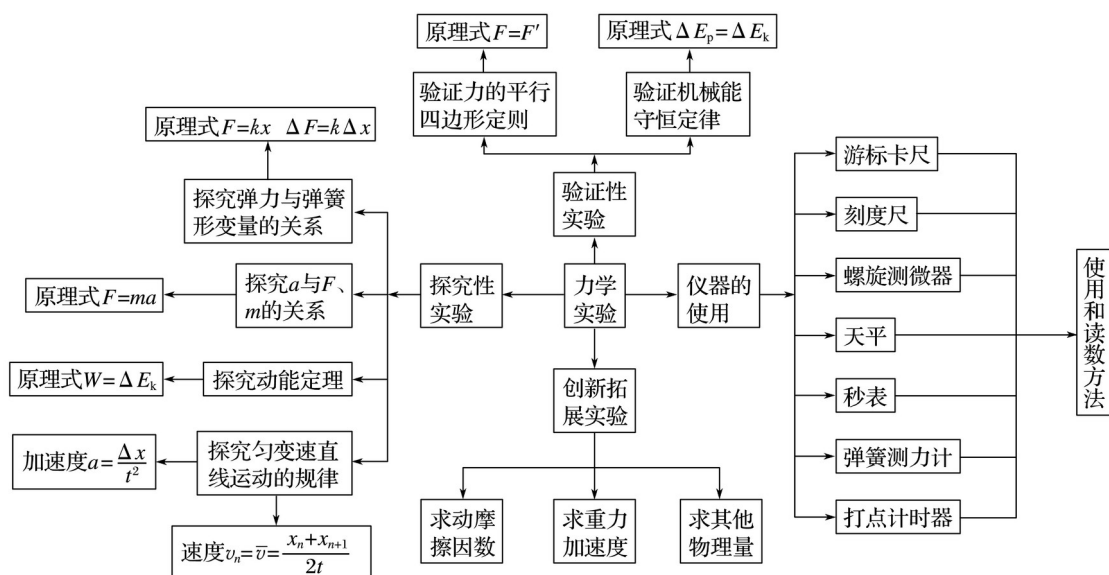 原理式F=F′
原理式ΔEp=ΔEk
验证力的平行
四边形定则
验证机械能
守恒定律
原理式F=kx ΔF=kΔx
验证性
实验
探究弹力与弹簧
形变量的关系
原理式F=ma
探究a与F、
m的关系
探究性
实验
力学
实验
仪器的
使用
原理式W=ΔEk
探究动能定理
创新拓
展实验
加速度a=Δx/t²
探究匀变速直
线运动的规律
速度vn=v̄=(xn+xn+1)/2t
求动摩
擦因数
求重力
加速度
求其他
物理量
游标卡尺
刻度尺
螺旋测微器
天平
秒表
弹簧测力计
打点计时器
使用和读数方法